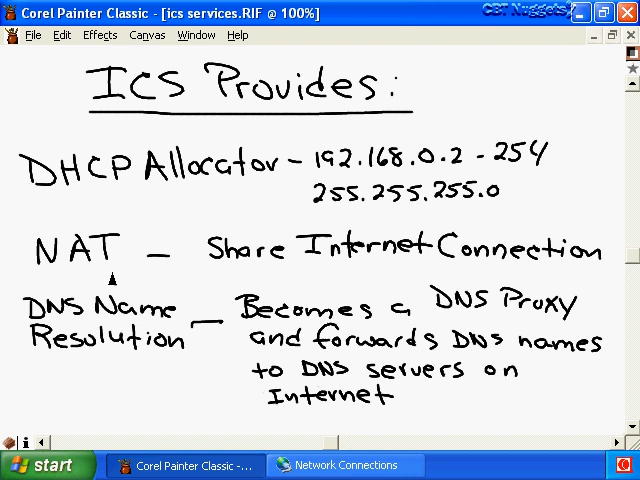 Corel Painter Classic - [ics services.RIF @ 100%]
CBT Nuggets
File Edit Effects Canvas Window Help
ICS Provides:
DHCP Allocator - 192.168.0.2 - 254
255.255.255.0
NAT - Share Internet Connection
DNS Name Resolution - Becomes a DNS Proxy
and forwards DNS names
to DNS servers on
Internet
start Corel Painter Classic -... Network Connections